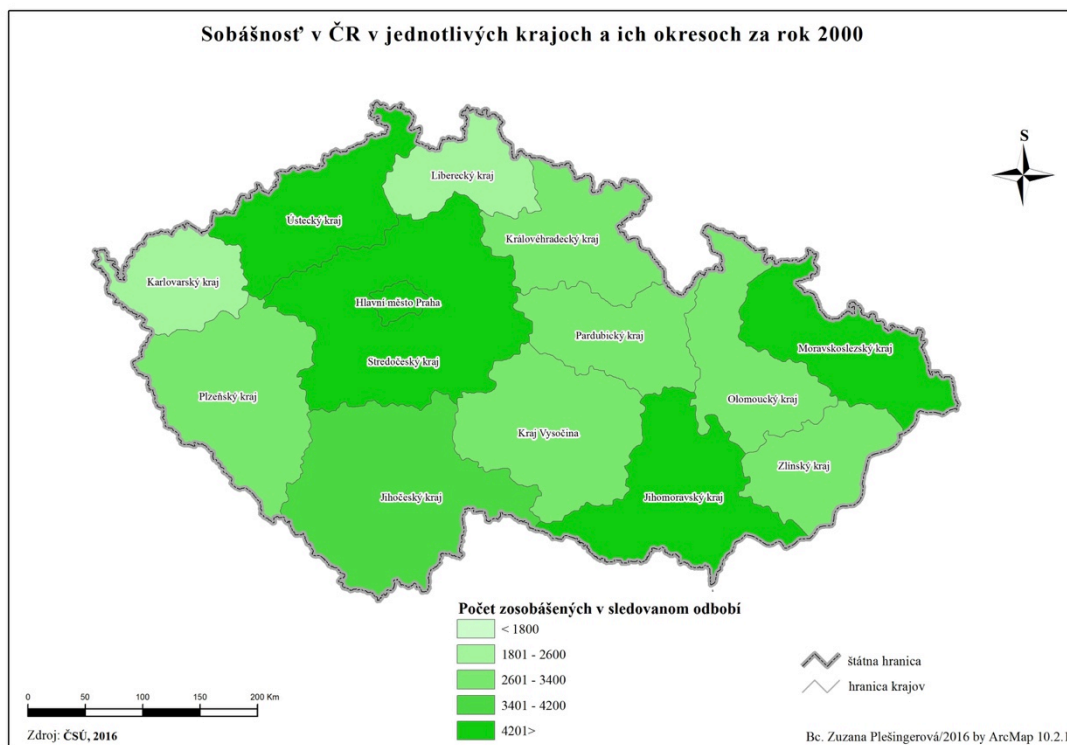 Sobášnosť v ČR v jednotlivých krajoch a ich okresoch za rok 2000
S
Liberecký kraj
Ústecký kraj
Královéhradecký kraj
Karlovarský kraj
Hlavní město Praha
Pardubický kraj
Moravskoslezský kraj
Stredočeský kraj
Plzeňský kraj
Olomoucký kraj
Kraj Vysočina
Zlínský kraj
Jihočeský kraj
Jihomoravský kraj
Počet zosobášených v sledovanom odbobí
< 1800
1801 - 2600
2601 - 3400
3401 - 4200
4201>
štátna hranica
hranica krajov
0 50 100 150 200 Km
Zdroj: ČSÚ, 2016
Bc. Zuzana Plešingerová/2016 by ArcMap 10.2.1